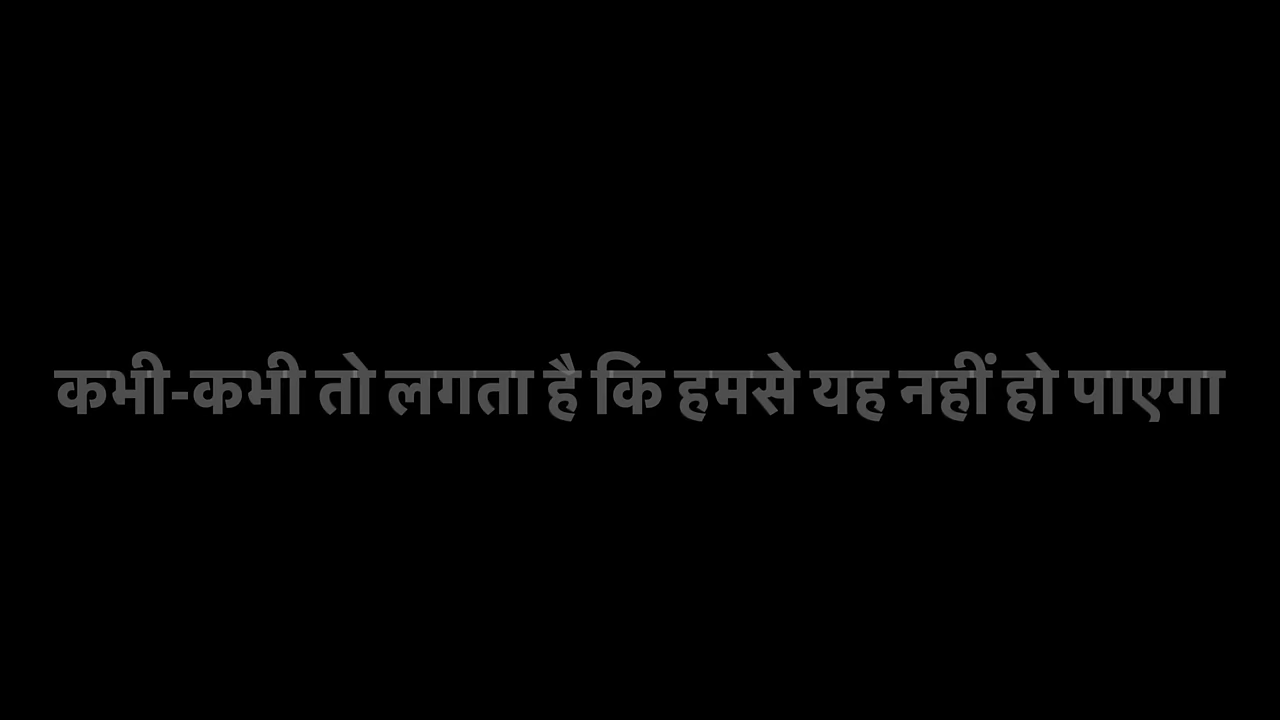 कभी-कभी तो लगता है कि हमसे यह नहीं हो पाएगा